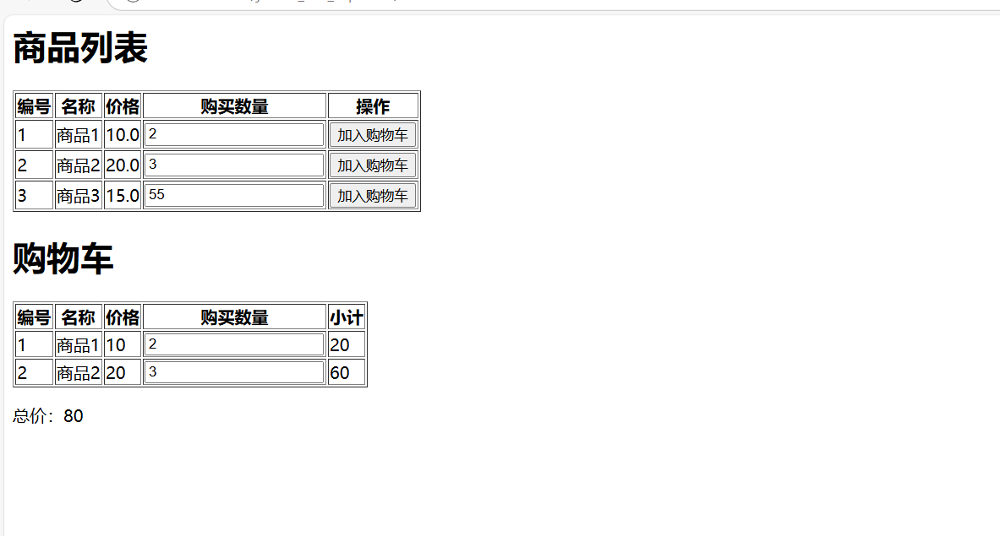 商品列表
编号 名称 价格 购买数量 操作
1 商品1 10.0 2 加入购物车
2 商品2 20.0 3 加入购物车
3 商品3 15.0 55 加入购物车
购物车
编号 名称 价格 购买数量 小计
1 商品1 10 2 20
2 商品2 20 3 60
总价：80